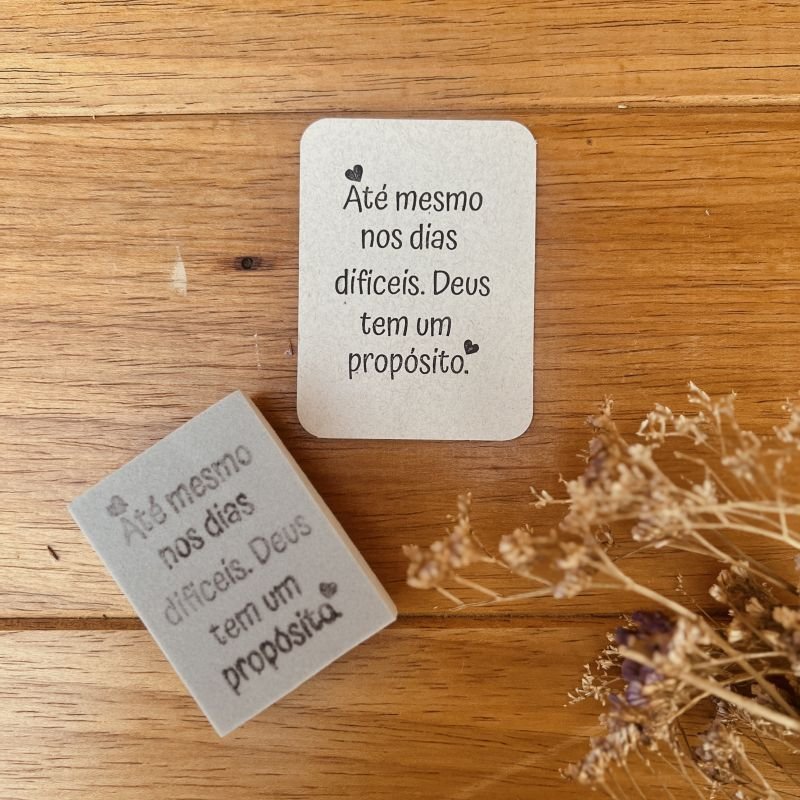 Até mesmo
nos dias
dificeis. Deus
tem um
propósito.
Até mesmo
nos dias
dificeis. Deus
tem um
propósito